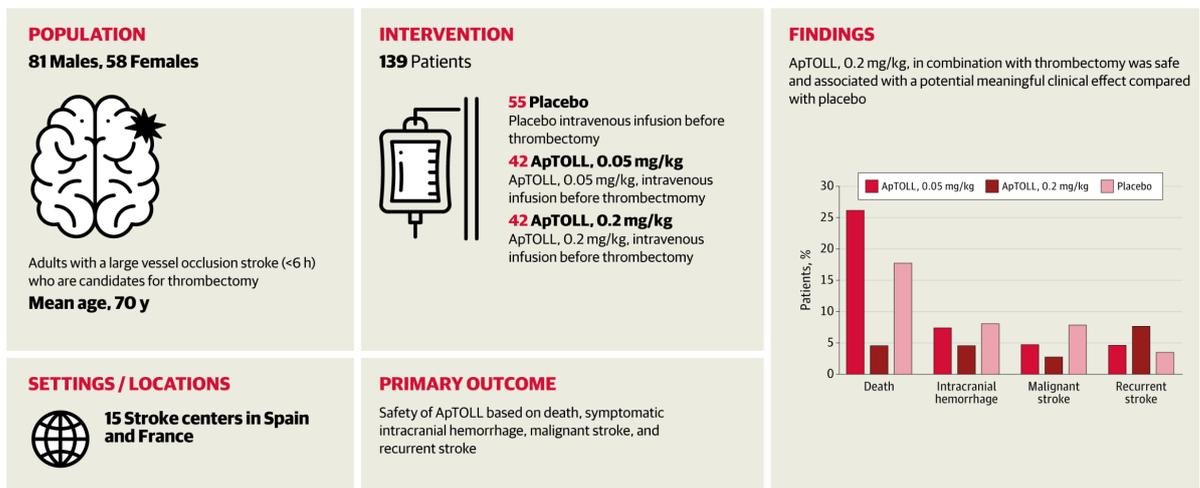 POPULATION
81 Males, 58 Females
Adults with a large vessel occlusion stroke (<6 h)
who are candidates for thrombectomy
Mean age, 70 y
INTERVENTION
139 Patients
55 Placebo
Placebo intravenous infusion before
thrombectomy
42 ApTOLL, 0.05 mg/kg
ApTOLL, 0.05 mg/kg, intravenous
infusion before thrombectmomy
42 ApTOLL, 0.2 mg/kg
ApTOLL, 0.2 mg/kg, intravenous
infusion before thrombectomy
FINDINGS
ApTOLL, 0.2 mg/kg, in combination with thrombectomy was safe
and associated with a potential meaningful clinical effect compared
with placebo
ApTOLL, 0.05 mg/kg
ApTOLL, 0.2 mg/kg
Placebo
Patients, %
30
25
20
15
10
5
0
Death
Intracranial
hemorrhage
Malignant
stroke
Recurrent
stroke
SETTINGS / LOCATIONS
15 Stroke centers in Spain
and France
PRIMARY OUTCOME
Safety of ApTOLL based on death, symptomatic
intracranial hemorrhage, malignant stroke, and
recurrent stroke